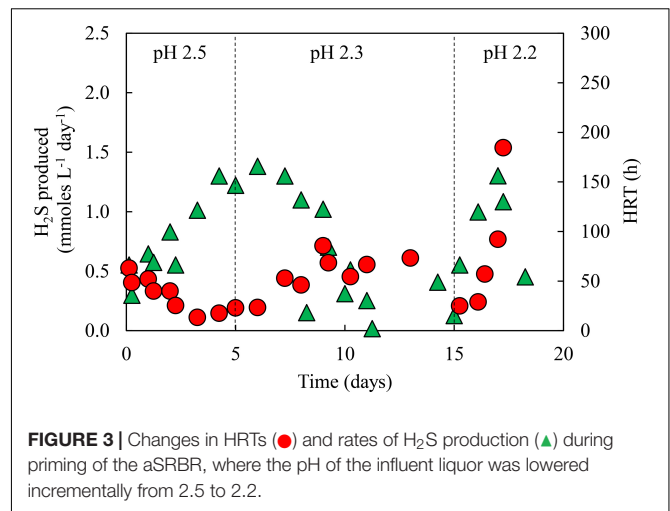 2.5
2.0
1.5
1.0
0.5
0.0
H₂S produced
(mmoles L⁻¹ day⁻¹)
pH 2.5
pH 2.3
pH 2.2
300
250
200
150
100
50
0
HRT (h)
0
5
10
15
20
Time (days)
FIGURE 3 | Changes in HRTs (●) and rates of H₂S production (▲) during
priming of the aSRBR, where the pH of the influent liquor was lowered
incrementally from 2.5 to 2.2.